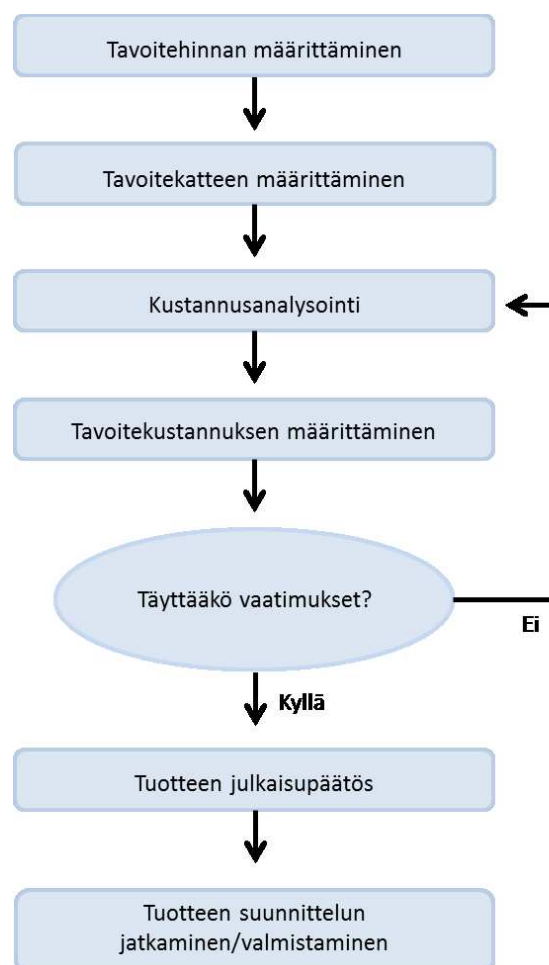 Tavoitehinnan määrittäminen
Tavoitekatteen määrittäminen
Kustannusanalysointi
Tavoitekustannuksen määrittäminen
Täyttääkö vaatimukset?
Ei
Kyllä
Tuotteen julkaisupäätös
Tuotteen suunnittelun
jatkaminen/valmistaminen